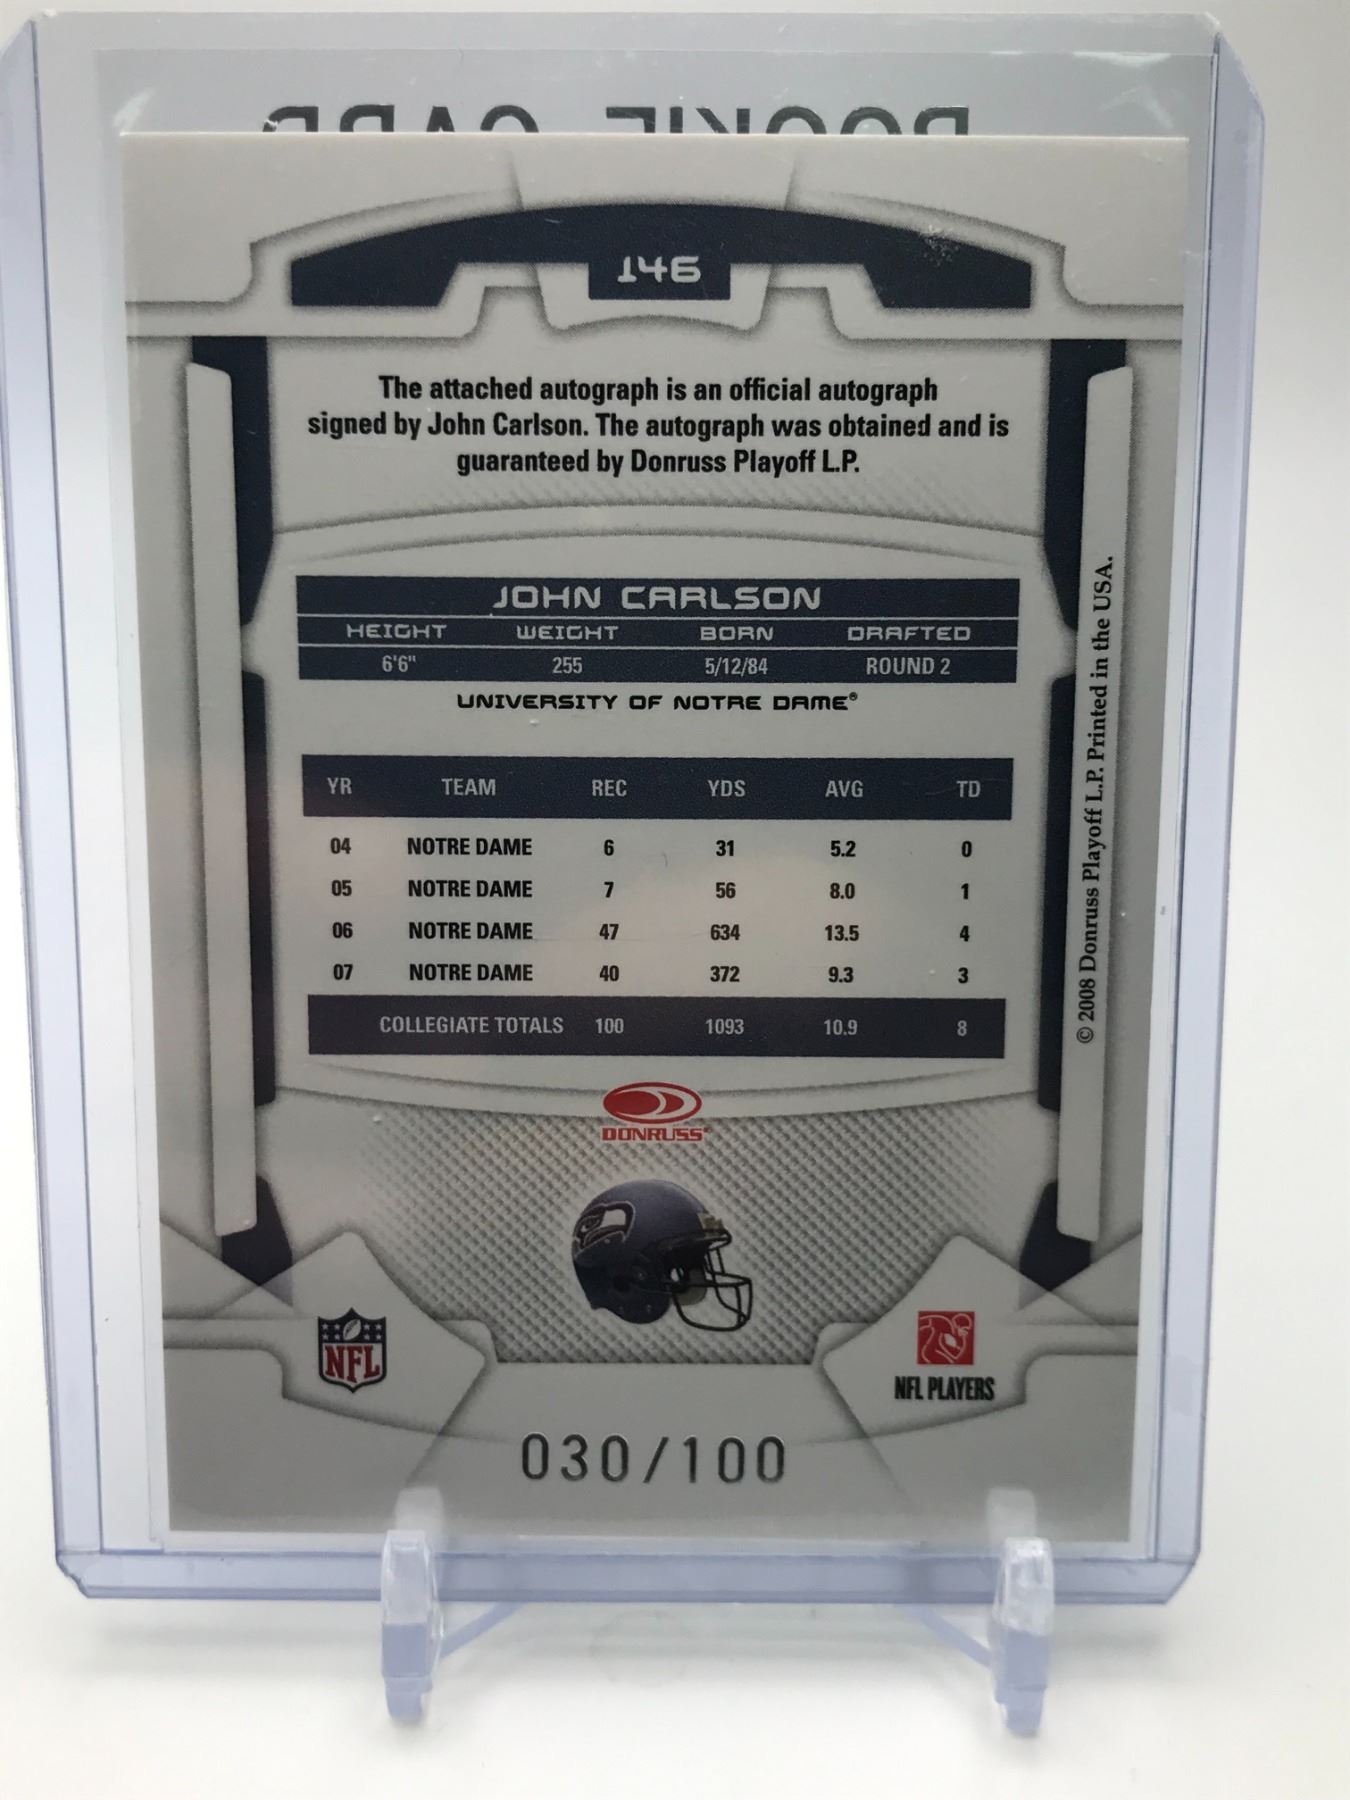 ROOKIE CARD
146
The attached autograph is an official autograph
signed by John Carlson. The autograph was obtained and is
guaranteed by Donruss Playoff L.P.
JOHN CARLSON
HEIGHT WEIGHT BORN DRAFTED
6'6" 255 5/12/84 ROUND 2
UNIVERSITY OF NOTRE DAME®
YR TEAM REC YDS AVG TD
04 NOTRE DAME 6 31 5.2 0
05 NOTRE DAME 7 56 8.0 1
06 NOTRE DAME 47 634 13.5 4
07 NOTRE DAME 40 372 9.3 3
COLLEGIATE TOTALS 100 1093 10.9 8
© 2008 Donruss Playoff L.P. Printed in the USA.
DONRUSS
NFL
NFL PLAYERS
030/100